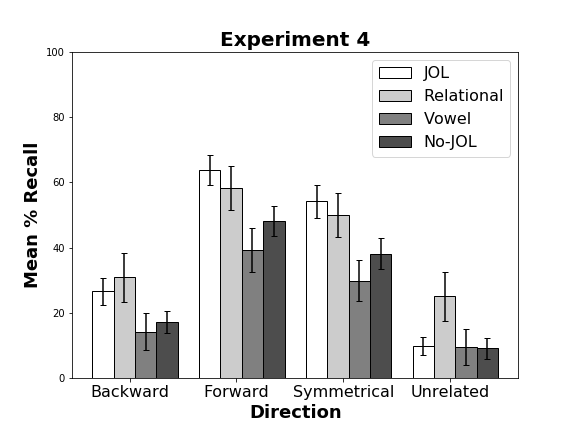 Experiment 4
JOL
Relational
Vowel
No-JOL
Mean % Recall
100
80
60
40
20
0
Backward Forward Symmetrical Unrelated
Direction